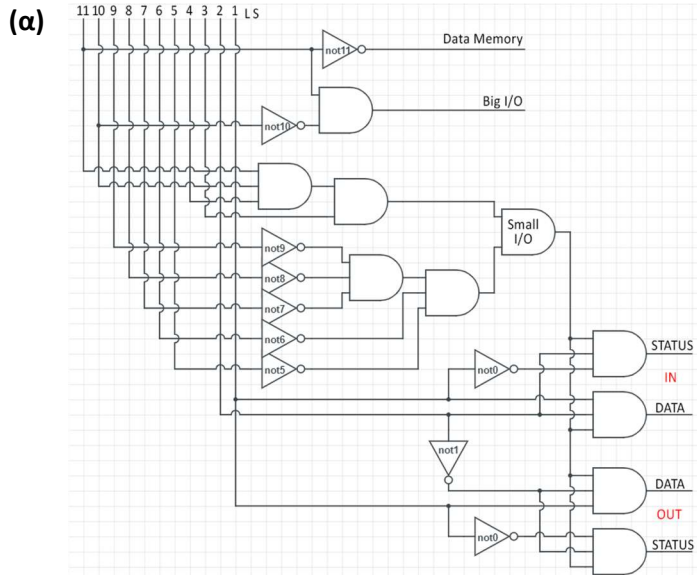 (α)
11 10 9 8 7 6 5 4 3 2 1 LS
not11
Data Memory
Big I/O
not10
Small
I/O
not9
not8
not7
not6
not5
STATUS
not0
IN
DATA
not1
DATA
OUT
not0
STATUS